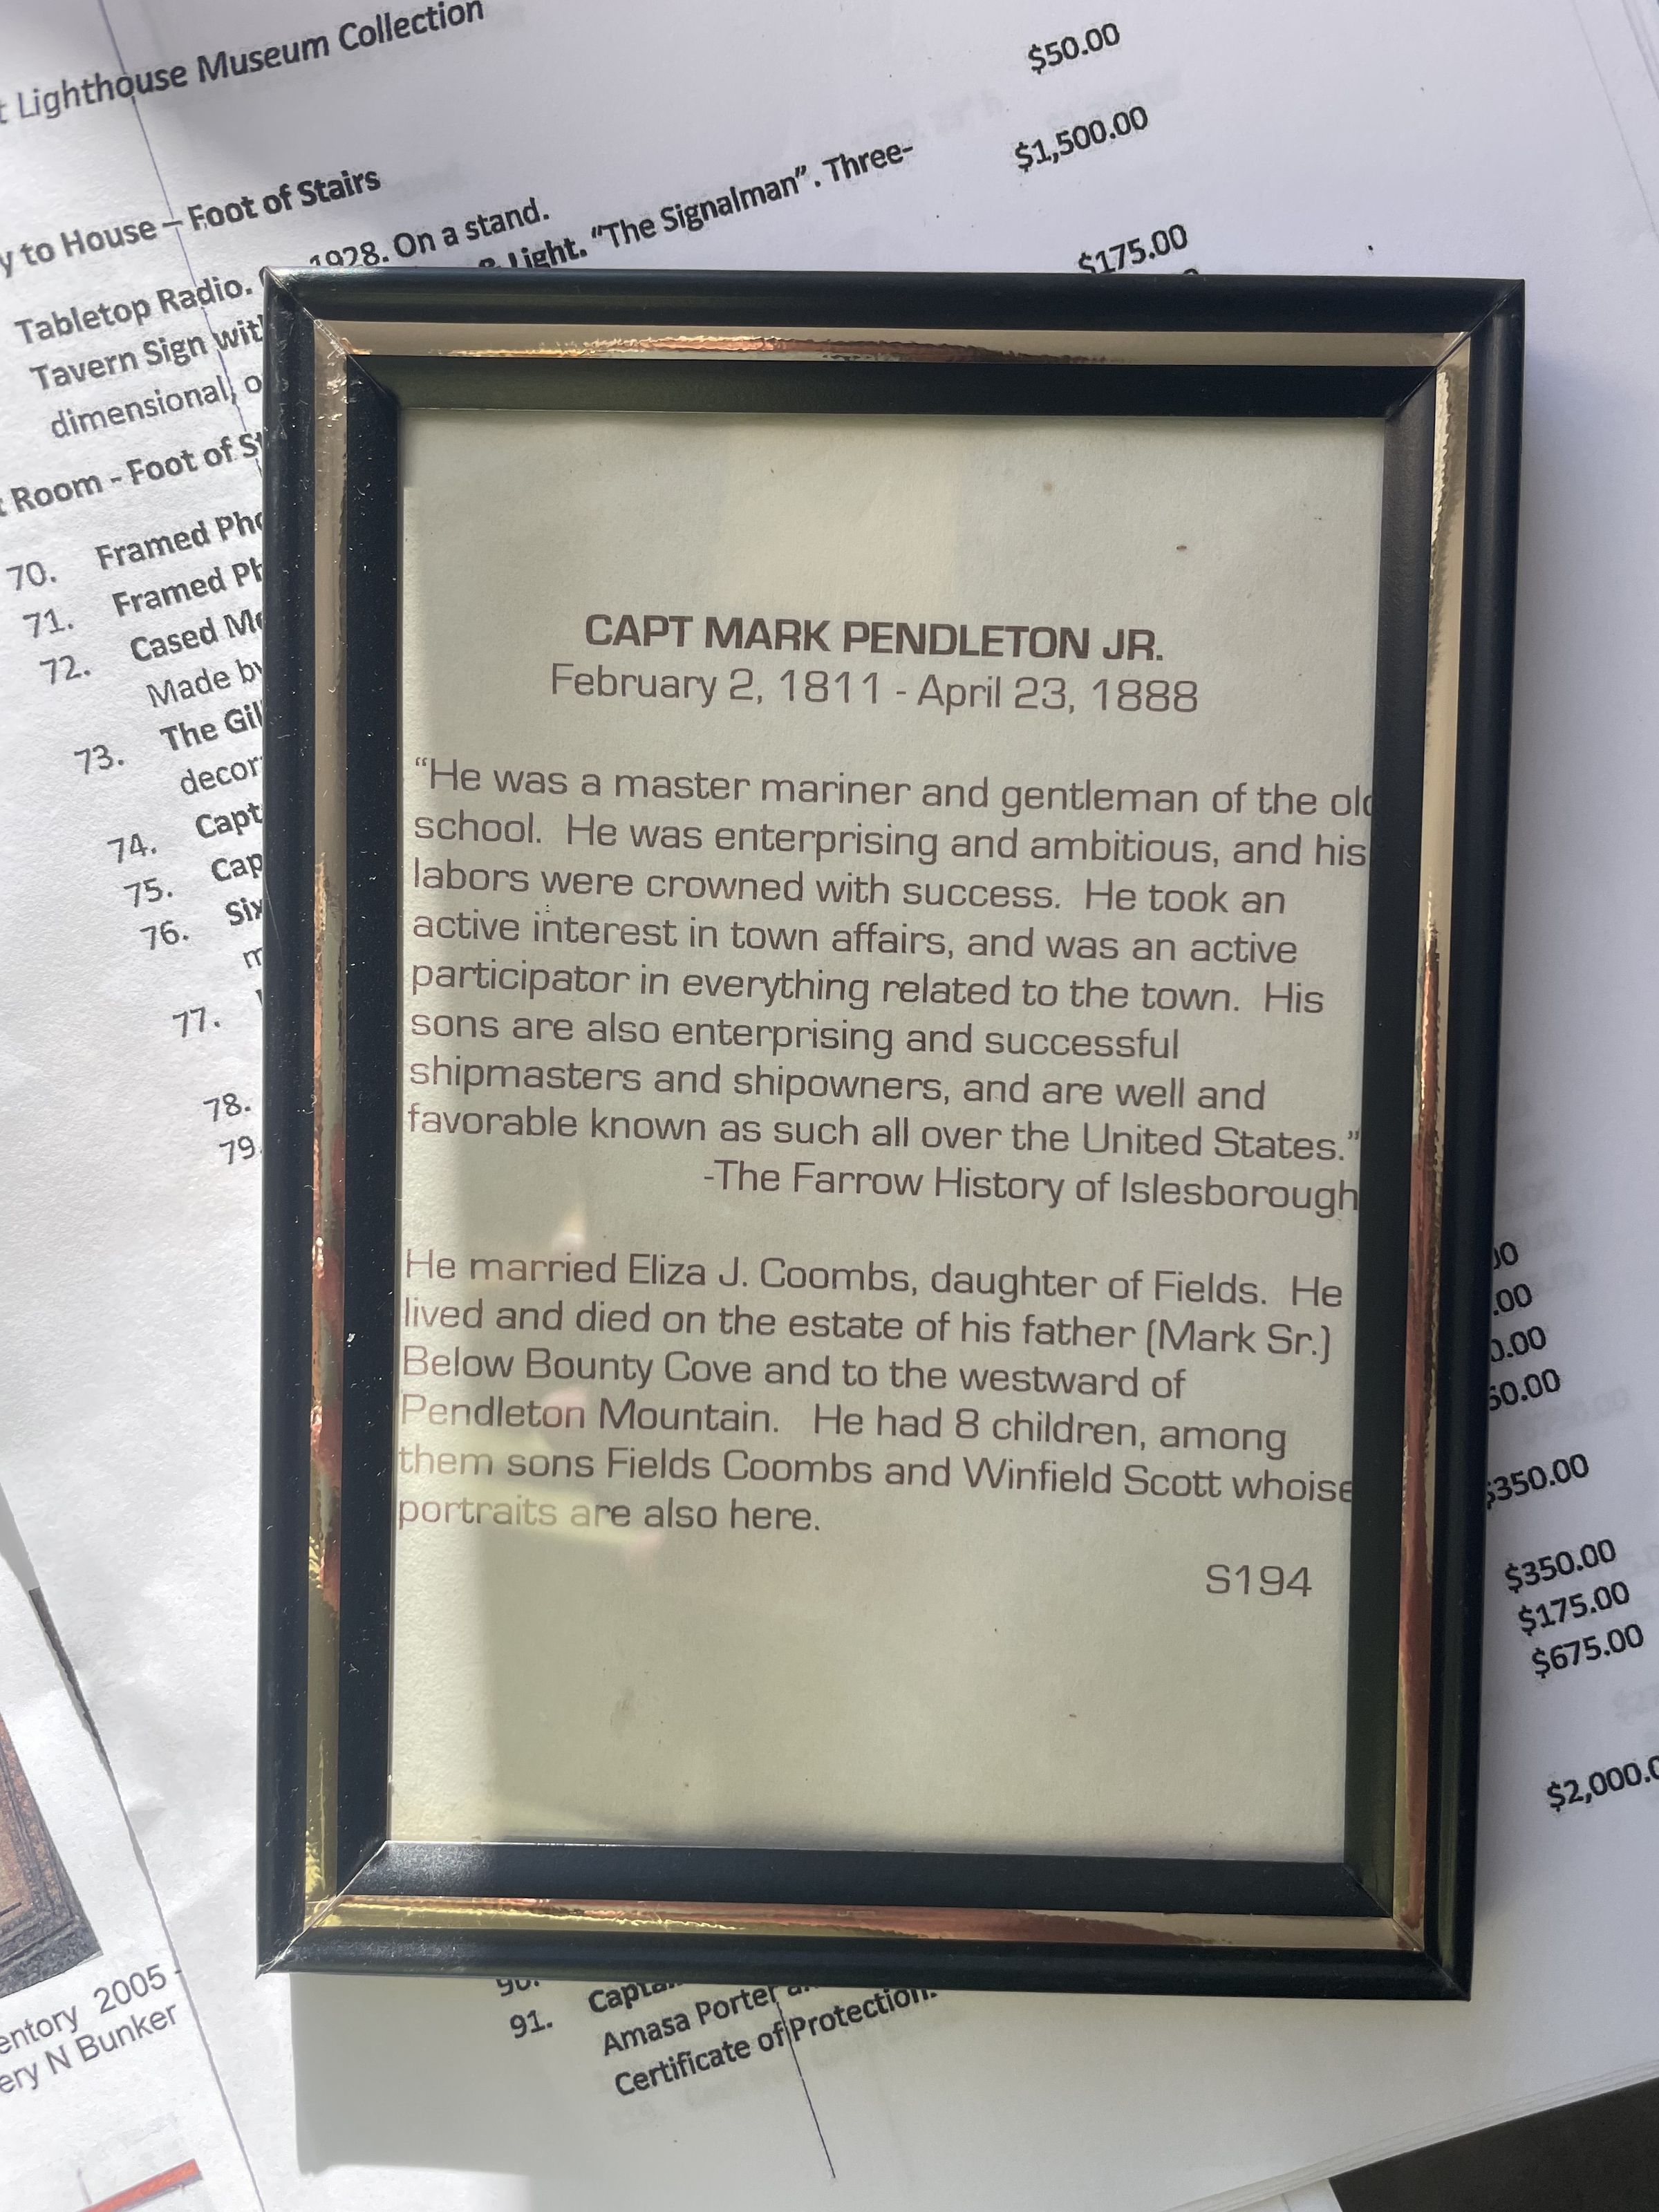 Lighthouse Museum Collection
$50.00
to House – Foot of Stairs
$1,500.00
Tabletop Radio. 1928. On a stand.
Tavern Sign Light. "The Signalman". Three-
$175.00
dimensional,
Room - Foot of
70. Framed
71. Framed
72. Cased
Made by
73. The
74.
75.
76. Six
77.
78.
79.
CAPT MARK PENDLETON JR.
February 2, 1811 - April 23, 1888
“He was a master mariner and gentleman of the old
school. He was enterprising and ambitious, and his
labors were crowned with success. He took an
active interest in town affairs, and was an active
participator in everything related to the town. His
sons are also enterprising and successful
shipmasters and shipowners, and are well and
favorable known as such all over the United States.”
-The Farrow History of Islesborough
He married Eliza J. Coombs, daughter of Fields. He
lived and died on the estate of his father (Mark Sr.)
Below Bounty Cove and to the westward of
Pendleton Mountain. He had 8 children, among
them sons Fields Coombs and Winfield Scott whoise
portraits are also here.
S194
$350.00
$350.00
$175.00
$675.00
$2,000.0
91.
Amasa Porter
Certificate of Protection.
2005 -
N Bunker